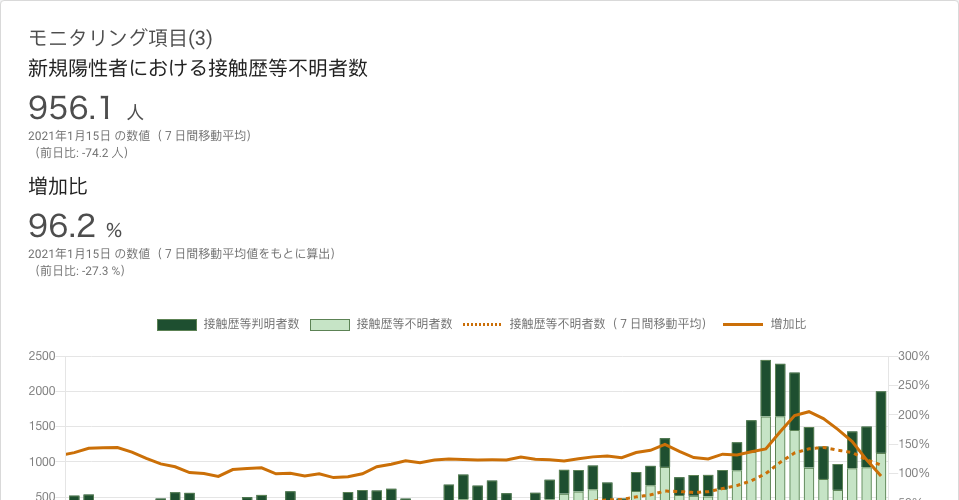 モニタリング項目(3)
新規陽性者における接触歴等不明者数
956.1 人
2021年1月15日 の数値（７日間移動平均）
（前日比: -74.2 人）
増加比
96.2 %
2021年1月15日 の数値（７日間移動平均値をもとに算出）
（前日比: -27.3 %）
接触歴等判明者数 接触歴等不明者数 接触歴等不明者数（７日間移動平均） 増加比
2500 300%
250%
2000
200%
1500
150%
1000
100%
500
50%